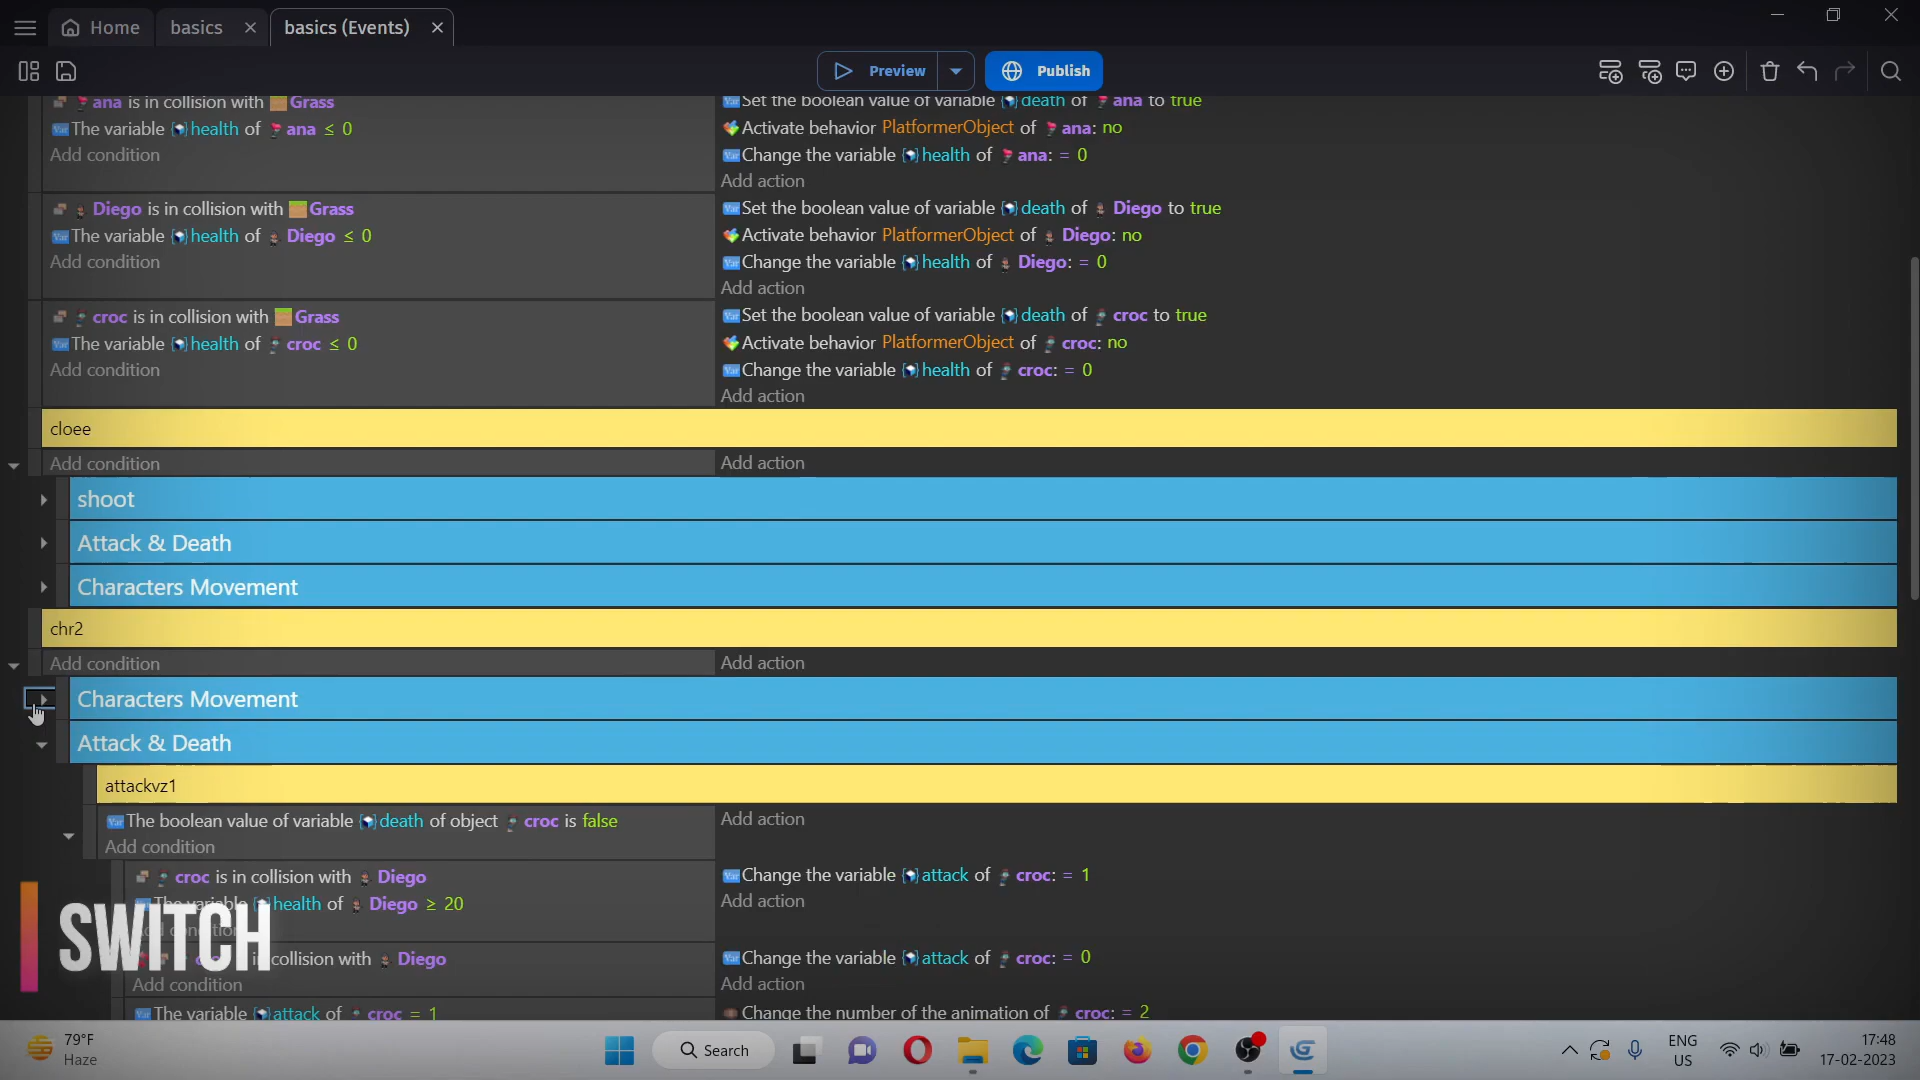 Home
basics
basics (Events)
Preview
Publish
ana is in collision with Grass
Set the boolean value of variable death of ana to true
The variable health of ana ≤ 0
Activate behavior PlatformerObject of ana: no
Add condition
Change the variable health of ana: = 0
Add action
Diego is in collision with Grass
Set the boolean value of variable death of Diego to true
The variable health of Diego ≤ 0
Activate behavior PlatformerObject of Diego: no
Add condition
Change the variable health of Diego: = 0
Add action
croc is in collision with Grass
Set the boolean value of variable death of croc to true
The variable health of croc ≤ 0
Activate behavior PlatformerObject of croc: no
Add condition
Change the variable health of croc: = 0
Add action
cloee
Add condition
Add action
shoot
Attack & Death
Characters Movement
chr2
Add condition
Add action
Characters Movement
Attack & Death
attackvz1
The boolean value of variable death of object croc is false
Add action
Add condition
croc is in collision with Diego
Change the variable attack of croc: = 1
The variable health of Diego ≥ 20
Add action
Add condition
SWITCH
collision with Diego
Change the variable attack of croc: = 0
Add condition
Add action
The variable attack of croc = 1
Change the number of the animation of croc: = 2
79°F
Haze
Search
ENG
US
17:48
17-02-2023